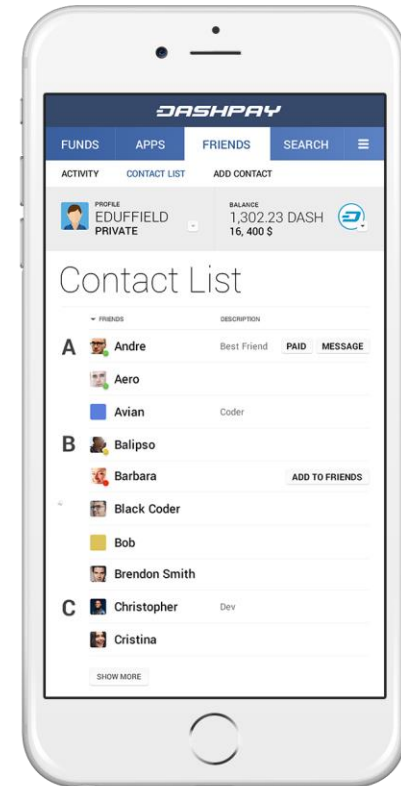 DASHPAY
FUNDS APPS FRIENDS SEARCH
ACTIVITY CONTACT LIST ADD CONTACT
PROFILE
EDUFFIELD
PRIVATE
BALANCE
1,302.23 DASH
16, 400 $
Contact List
FRIENDS DESCRIPTION
A Andre Best Friend PAID MESSAGE
Aero
Avian Coder
B Balipso
Barbara ADD TO FRIENDS
Black Coder
Bob
Brendon Smith
C Christopher Dev
Cristina
SHOW MORE